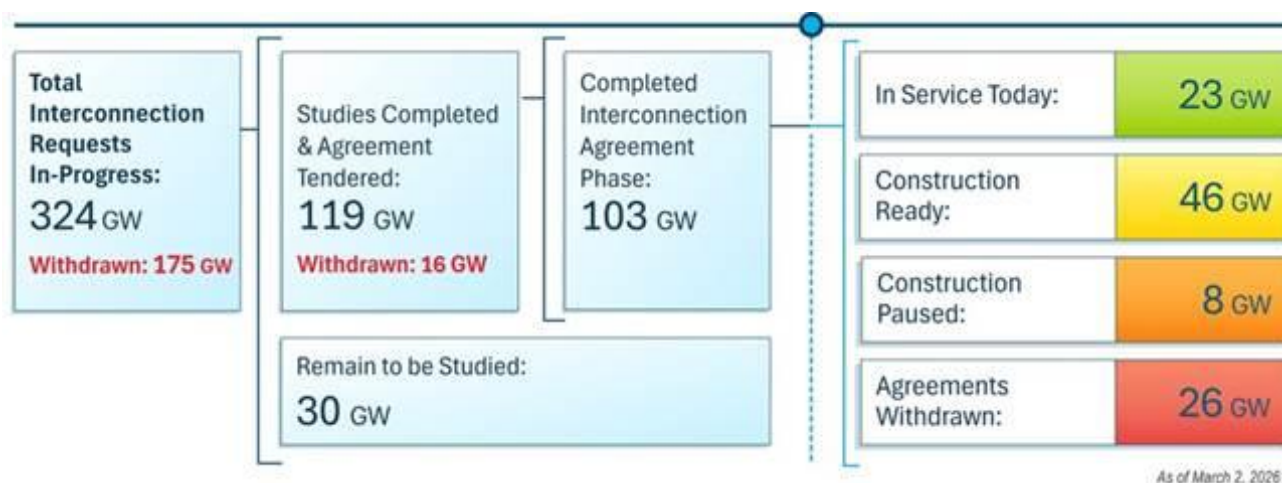 Total
Interconnection
Requests
In-Progress:
324 GW
Withdrawn: 175 GW
Studies Completed
& Agreement
Tendered:
119 GW
Withdrawn: 16 GW
Remain to be Studied:
30 GW
Completed
Interconnection
Agreement
Phase:
103 GW
In Service Today:
23 GW
Construction
Ready:
46 GW
Construction
Paused:
8 GW
Agreements
Withdrawn:
26 GW
As of March 2, 2026